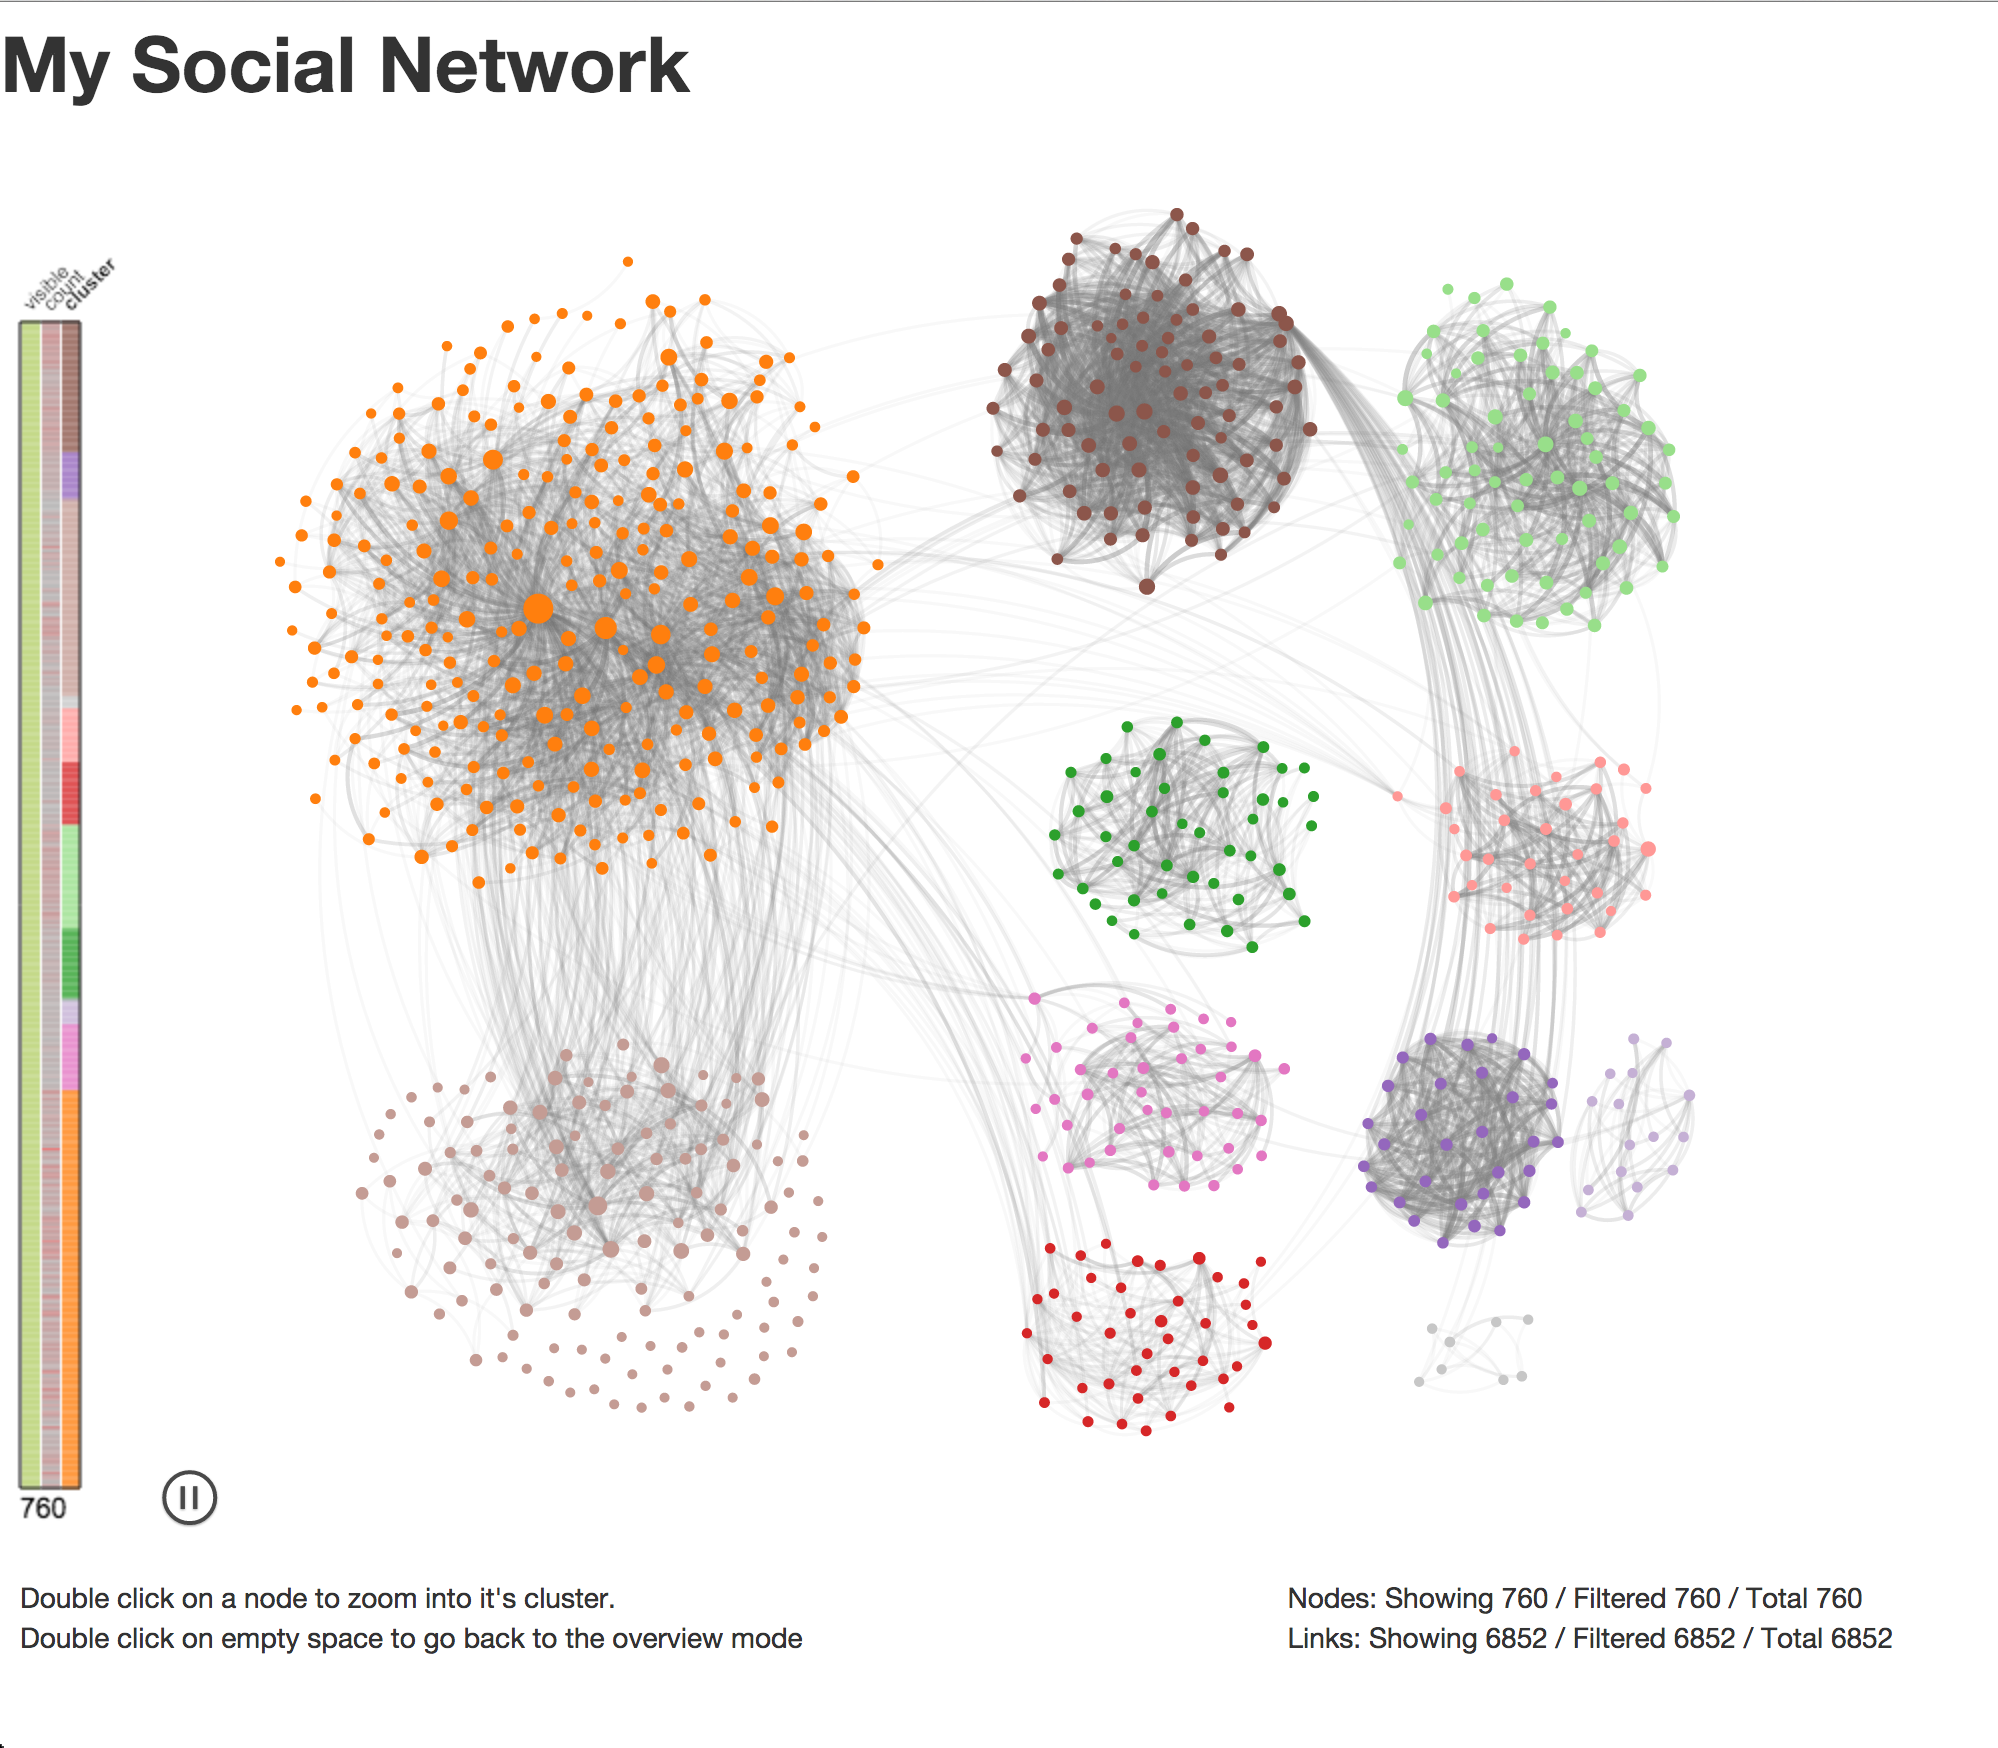 My Social Network
visible
count
cluster
760
Double click on a node to zoom into it's cluster.
Double click on empty space to go back to the overview mode
Nodes: Showing 760 / Filtered 760 / Total 760
Links: Showing 6852 / Filtered 6852 / Total 6852